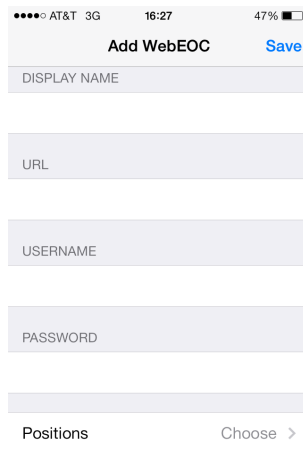 AT&T 3G 16:27 47%
Add WebEOC Save
DISPLAY NAME
URL
USERNAME
PASSWORD
Positions Choose >